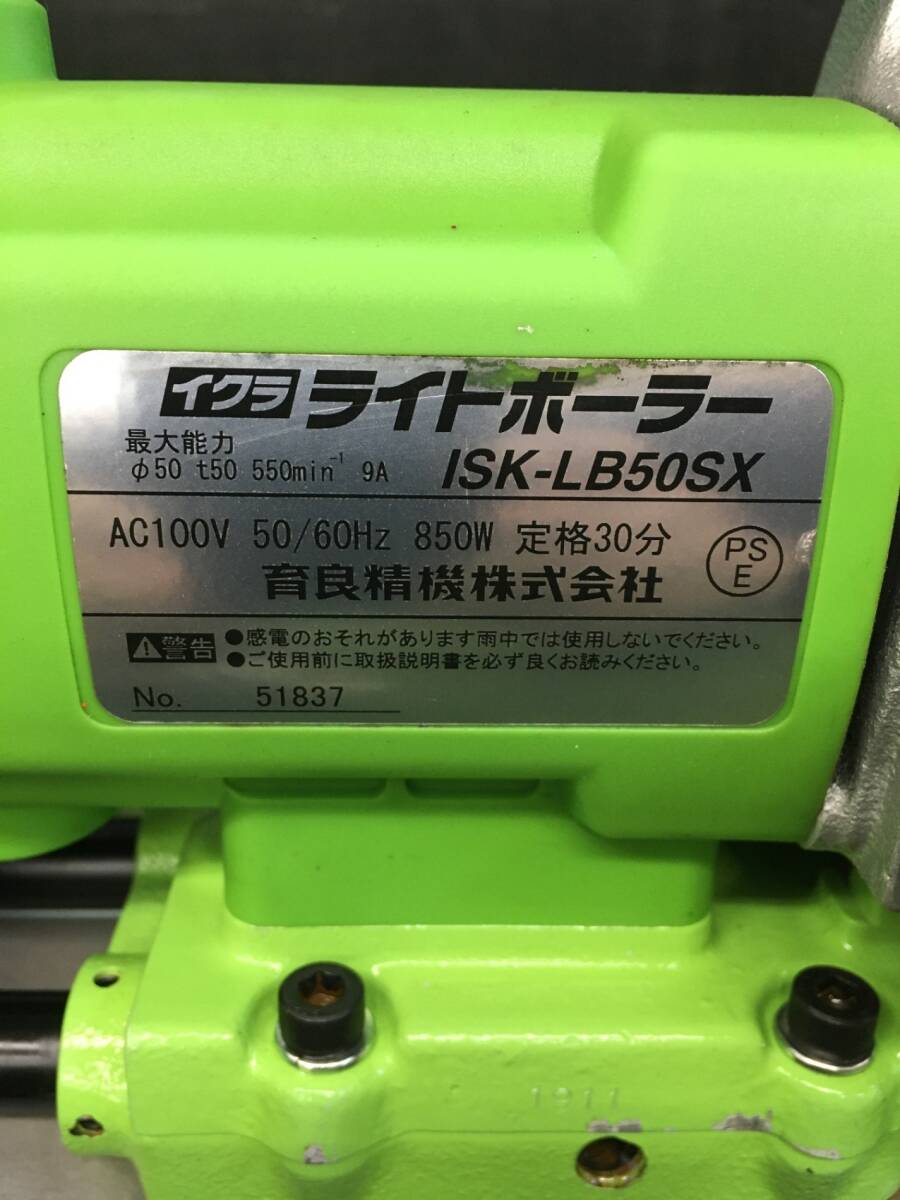 イクラ ライトボーラー
最大能力
φ50 t50 550min⁻¹ 9A ISK-LB50SX
AC100V 50/60Hz 850W 定格30分
PS
E
育良精機株式会社
警告 ●感電のおそれがあります雨中では使用しないでください。
●ご使用前に取扱説明書を必ず良くお読みください。
No. 51837
1911